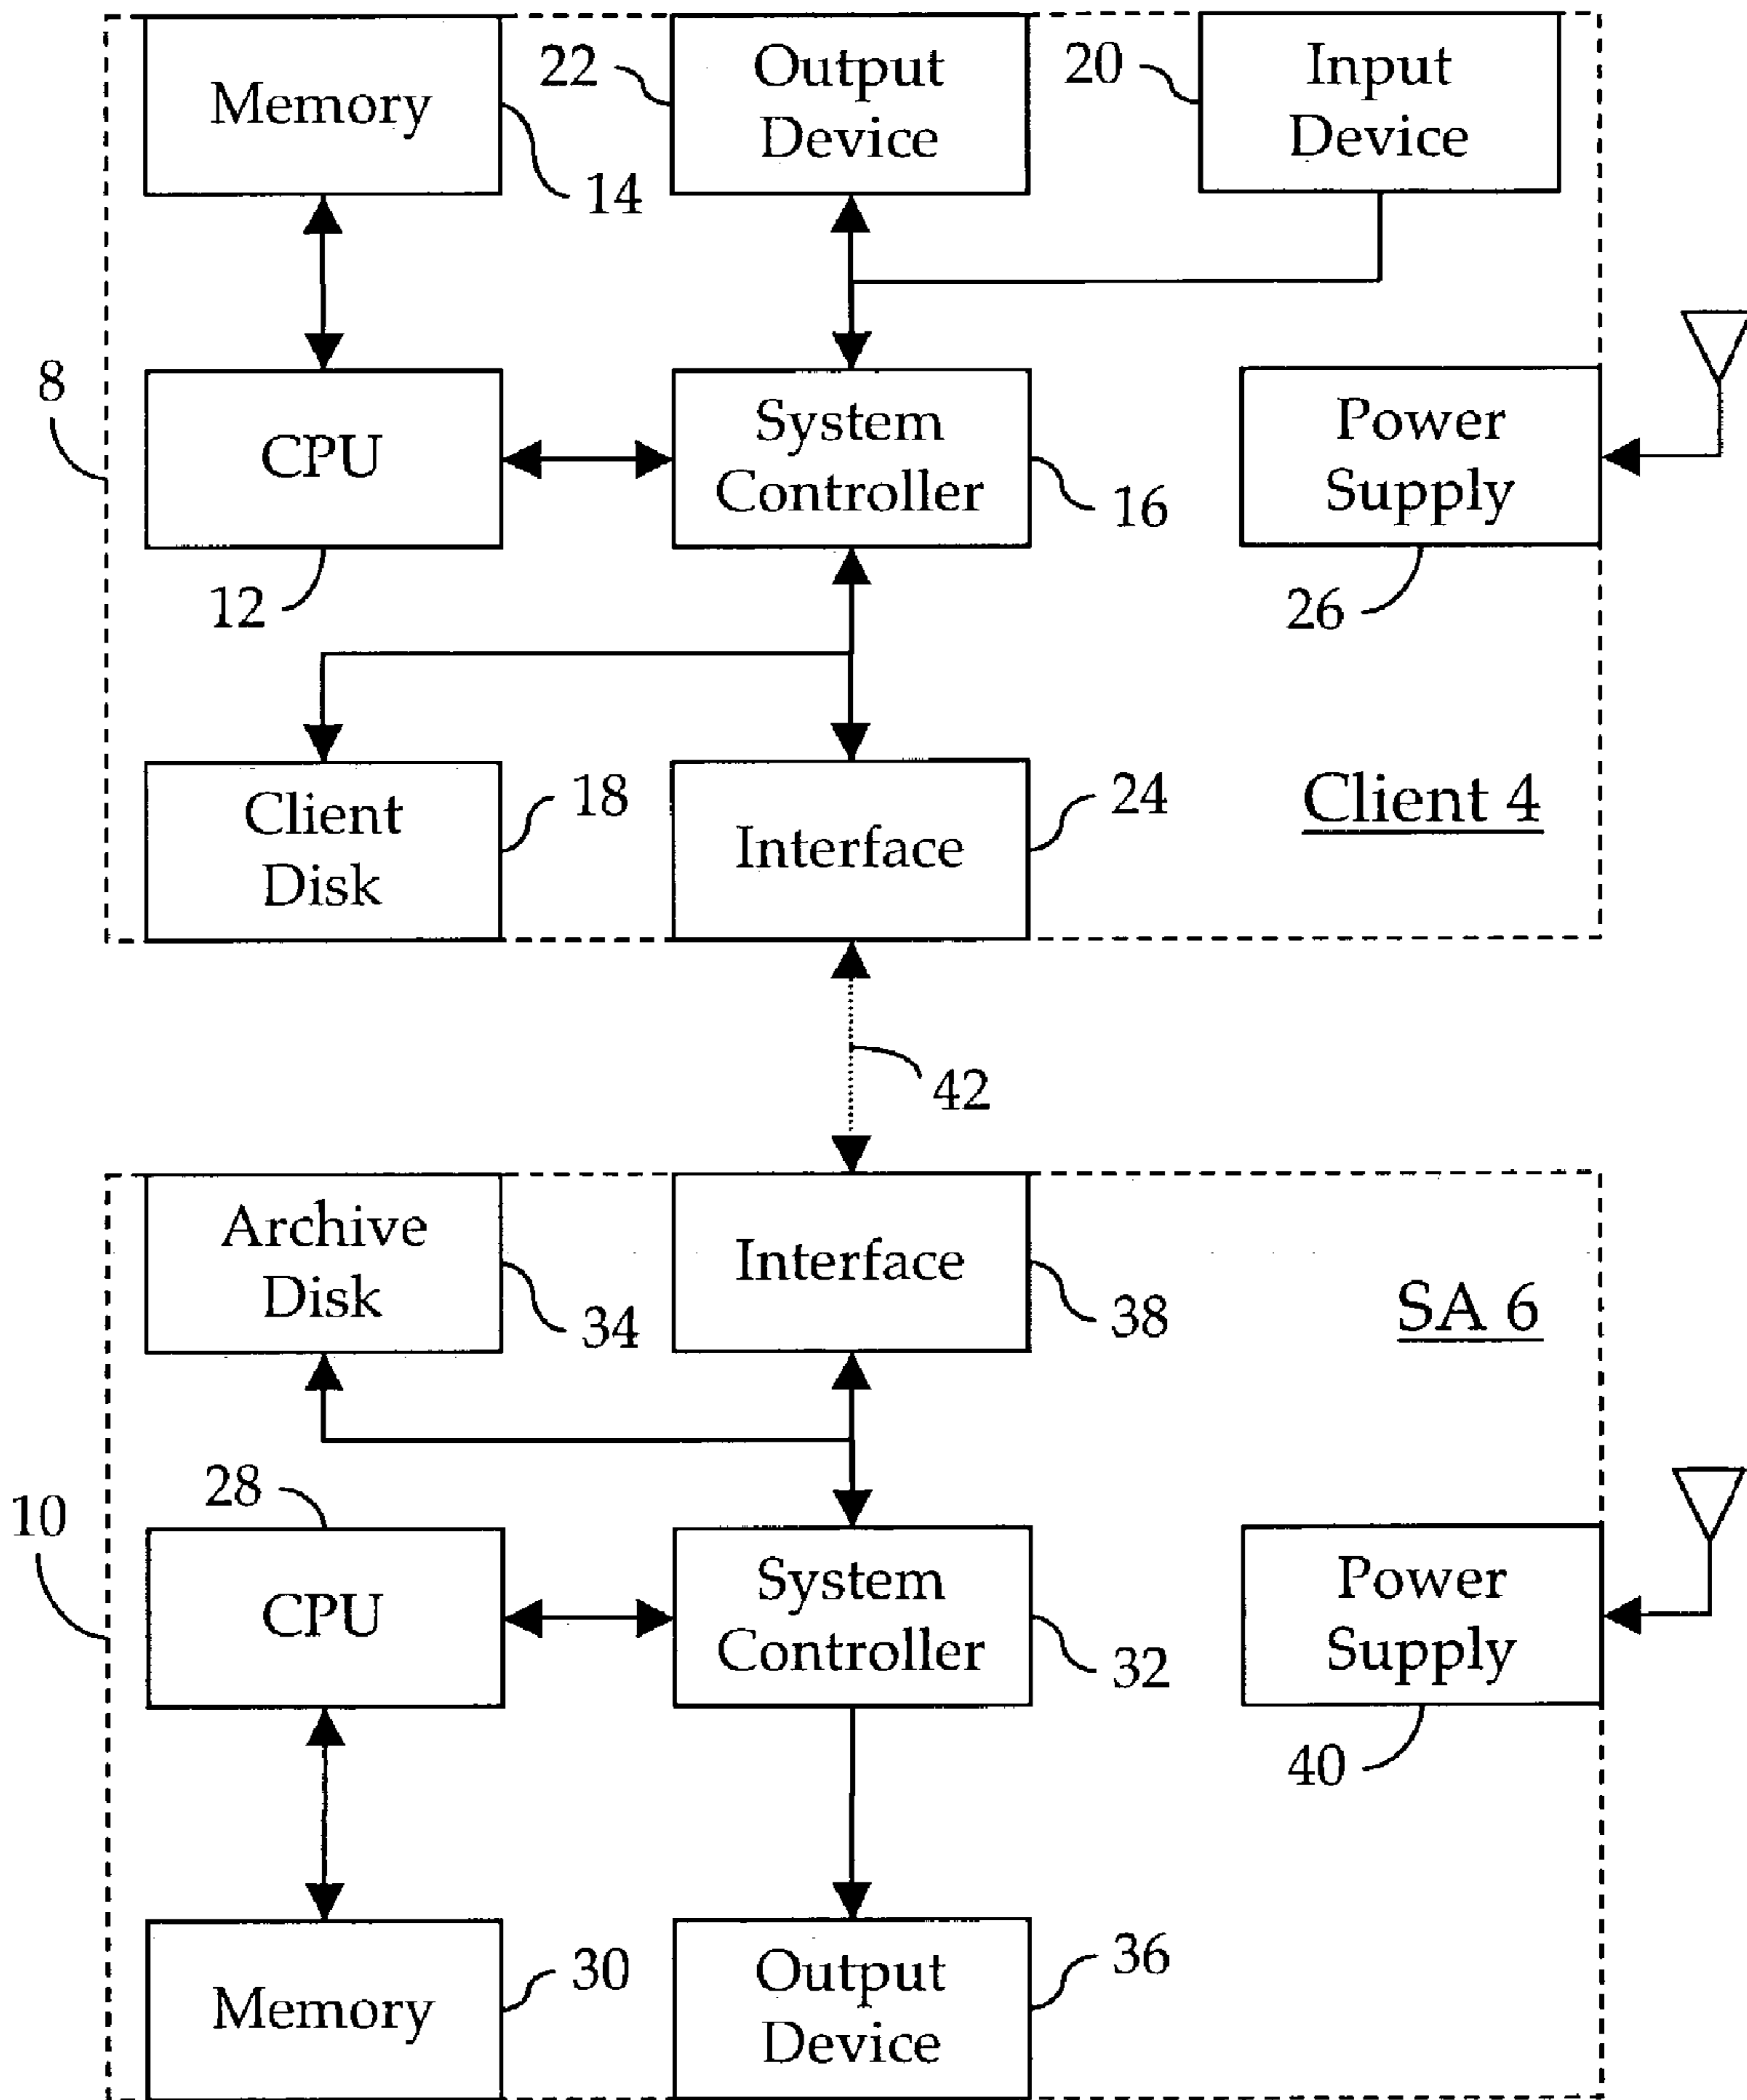 Memory
14
22
Output
Device
20
Input
Device
8
CPU
12
System
Controller
16
Power
Supply
26
Client
Disk
18
Interface
24
Client 4
42
Archive
Disk
34
Interface
38
SA 6
10
28
CPU
System
Controller
32
Power
Supply
40
Memory
30
Output
Device
36